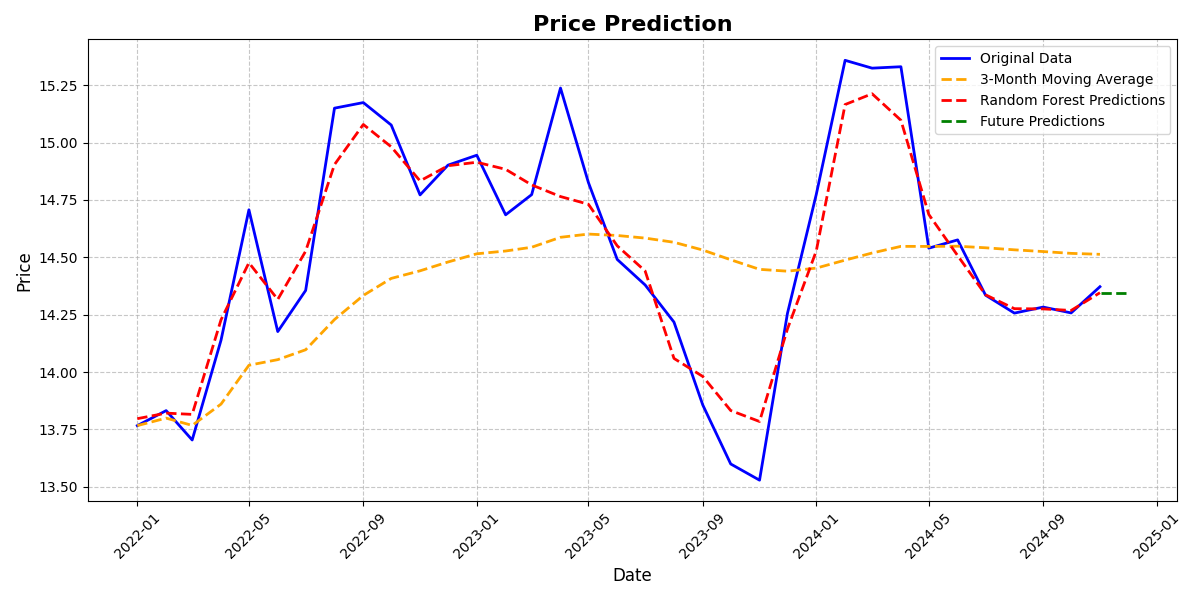 Price Prediction
Original Data
3-Month Moving Average
Random Forest Predictions
Future Predictions
Price
15.25
15.00
14.75
14.50
14.25
14.00
13.75
13.50
2022-01
2022-05
2022-09
2023-01
2023-05
2023-09
2024-01
2024-05
2024-09
2025-01
Date